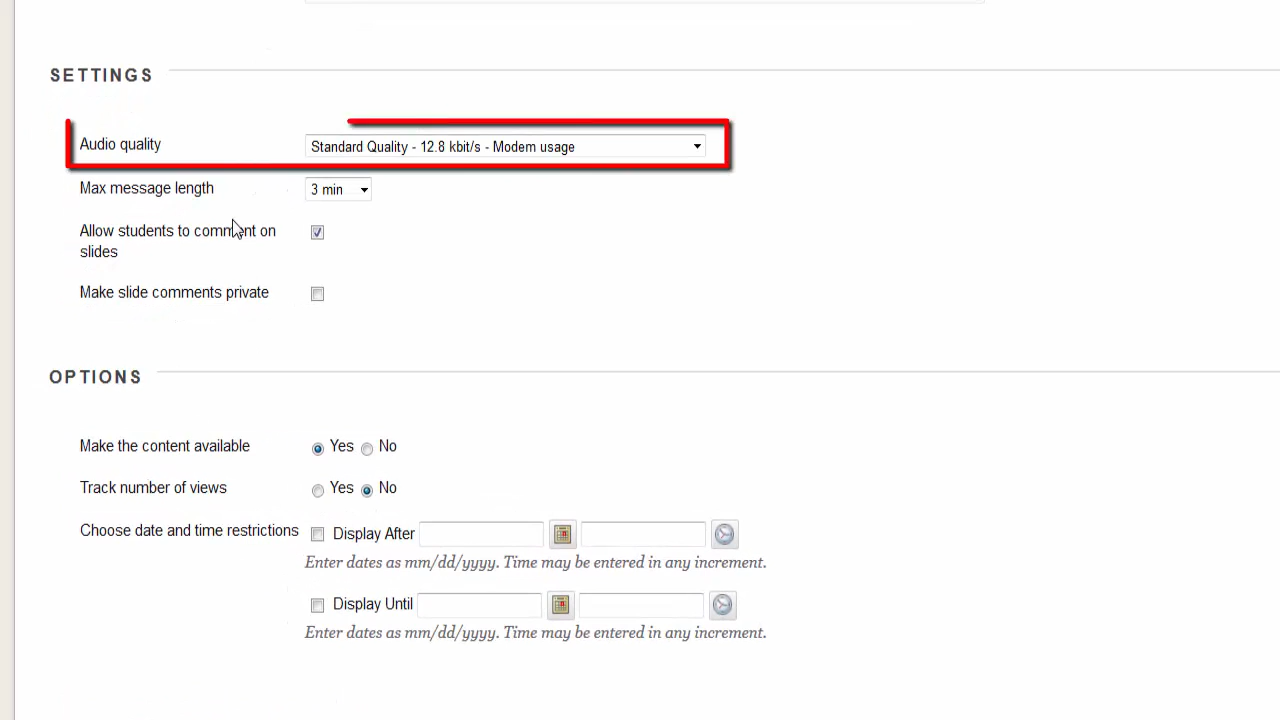 SETTINGS
Audio quality Standard Quality - 12.8 kbit/s - Modem usage
Max message length 3 min
Allow students to comment on
slides
Make slide comments private
OPTIONS
Make the content available Yes No
Track number of views Yes No
Choose date and time restrictions Display After
Enter dates as mm/dd/yyyy. Time may be entered in any increment.
Display Until
Enter dates as mm/dd/yyyy. Time may be entered in any increment.